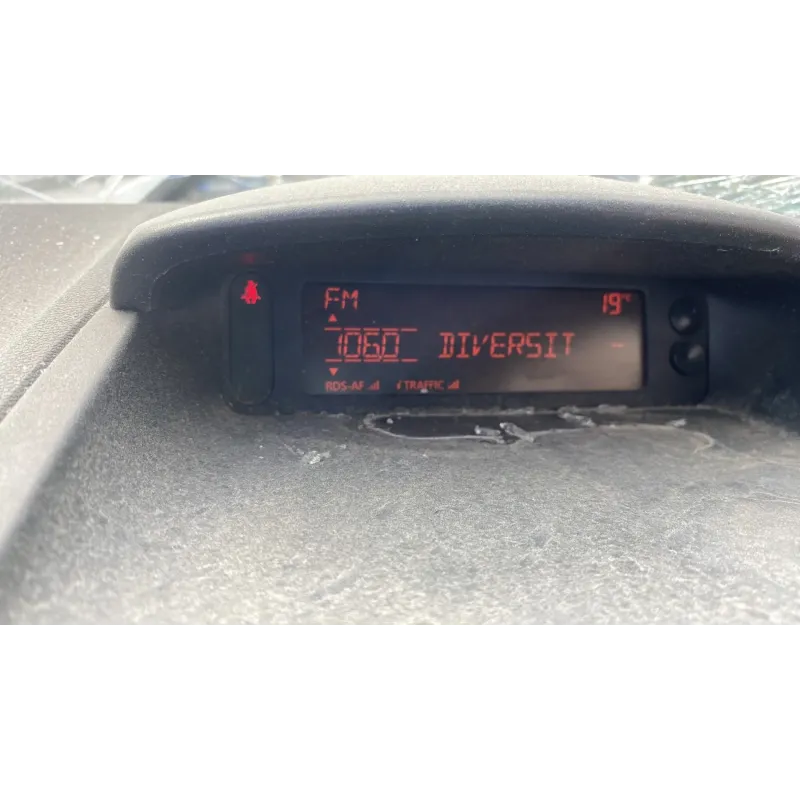 FM 19°C
106.0 DIVERSIT
RDS-AF i TRAFFIC